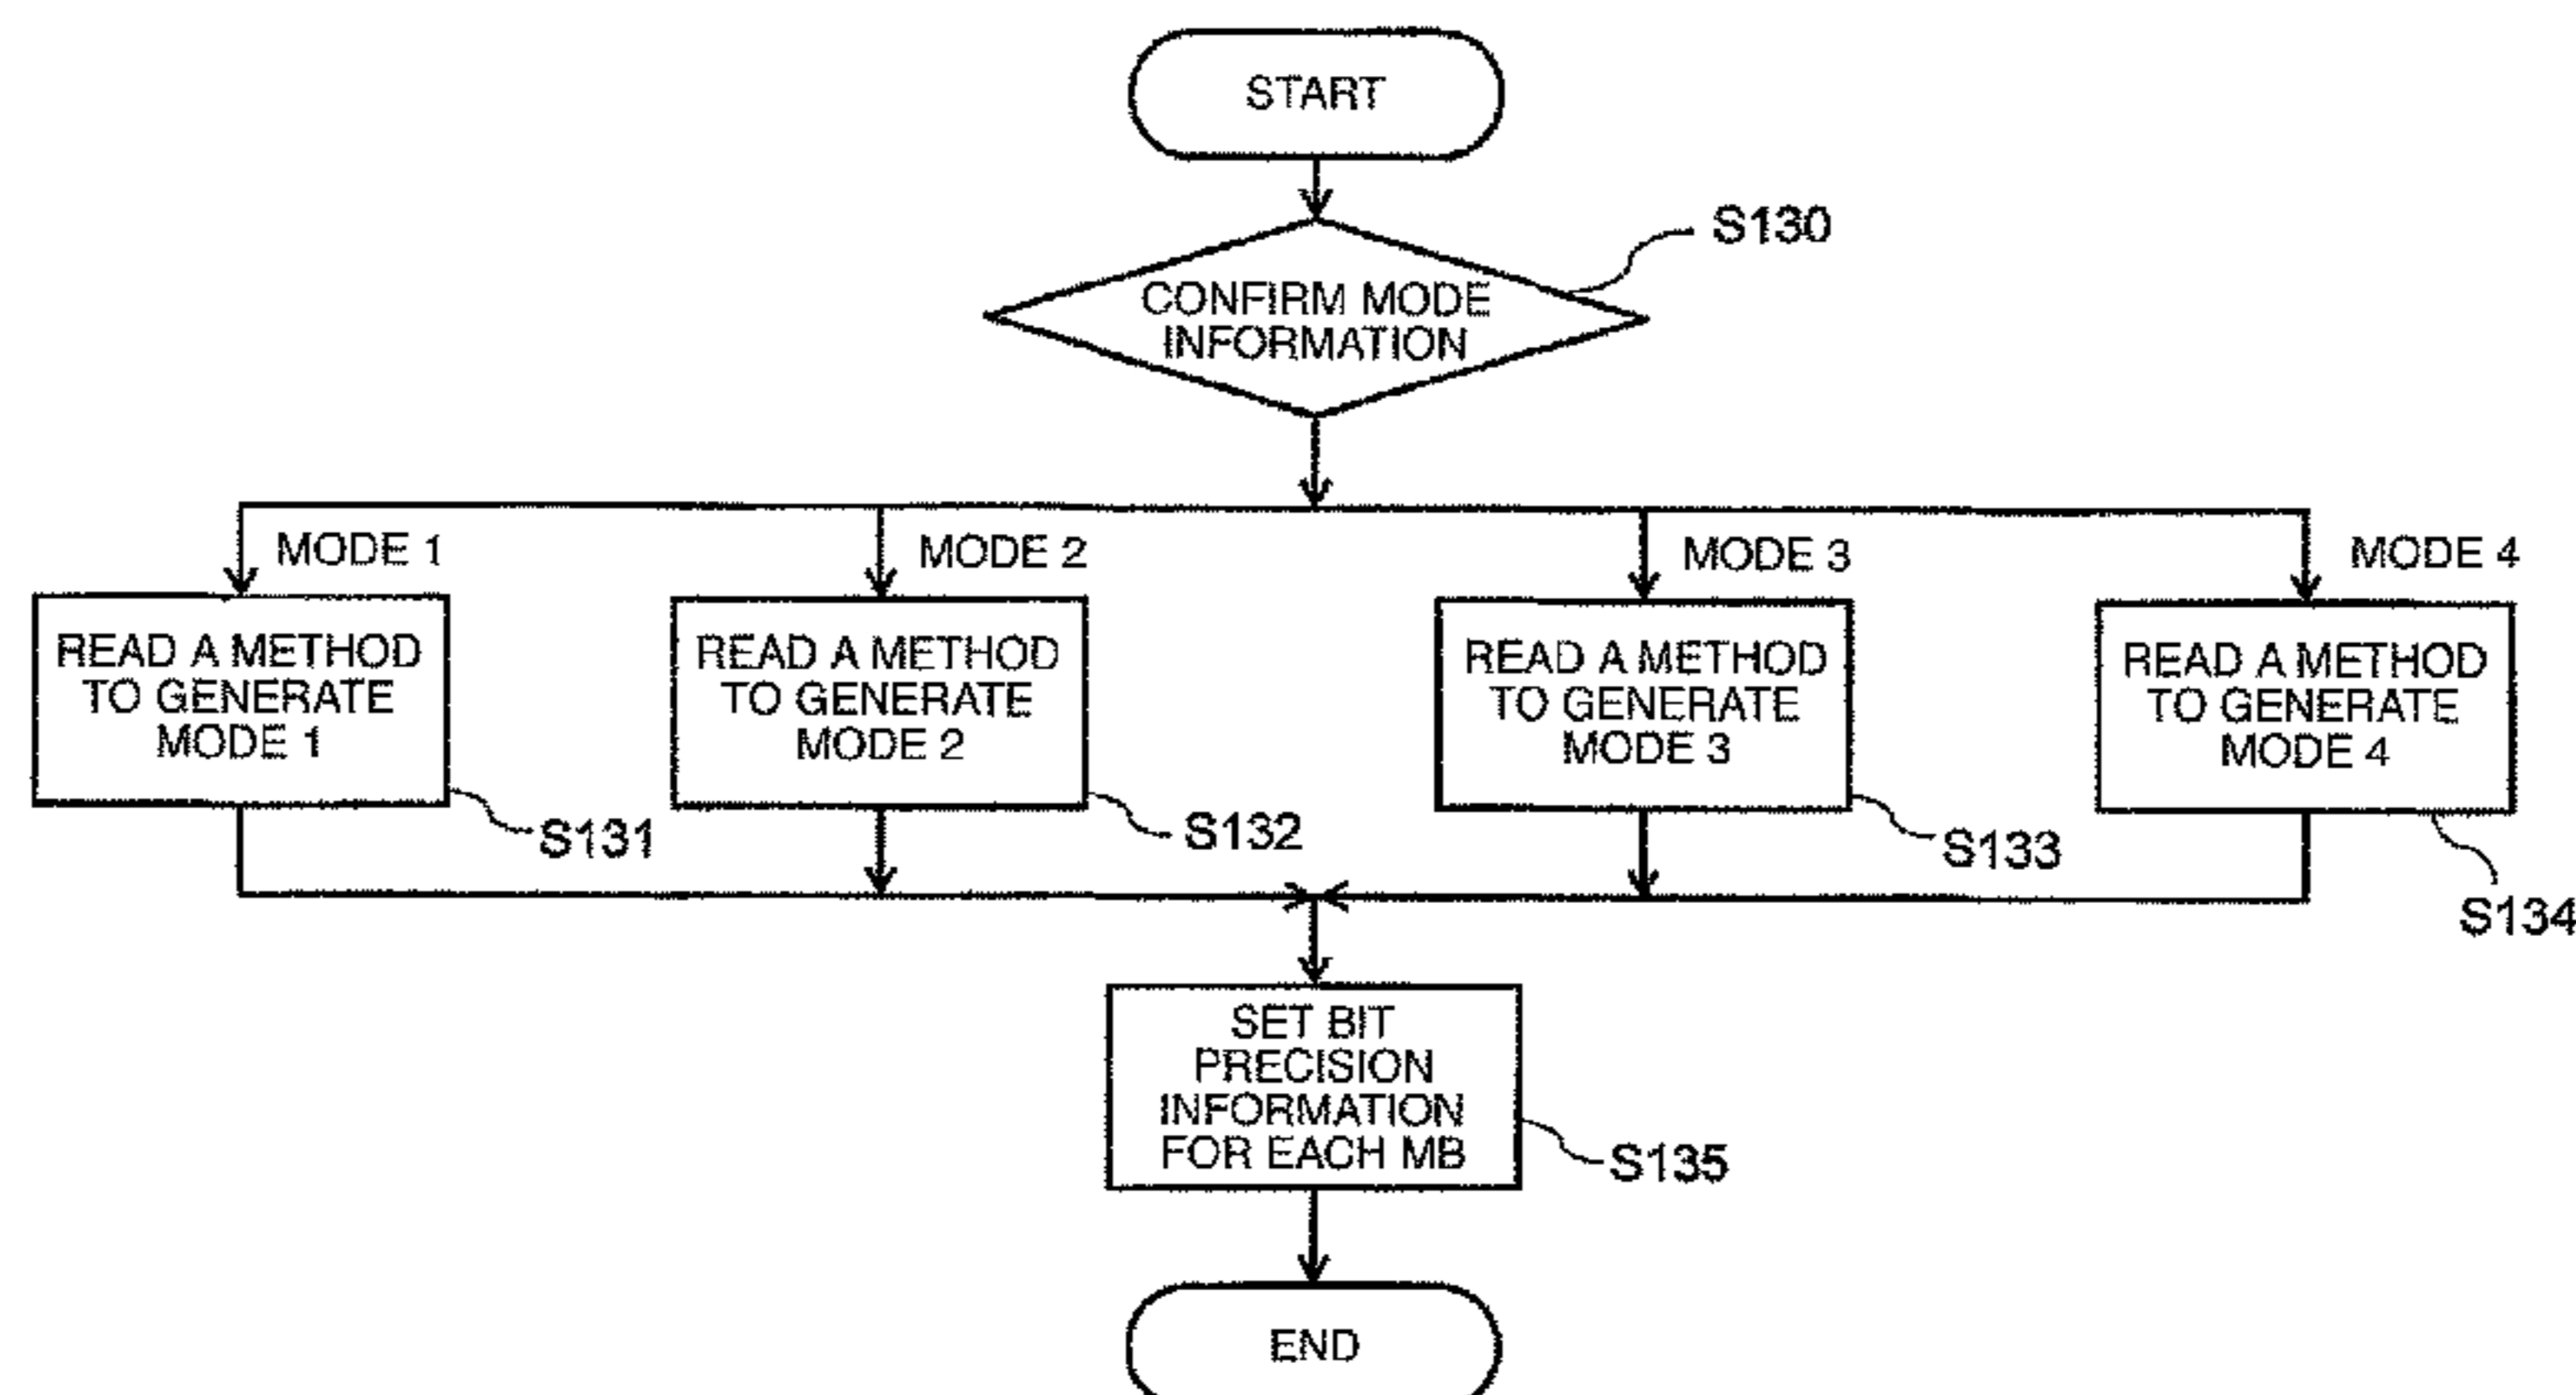 START
S130
CONFIRM MODE
INFORMATION
MODE 1
MODE 2
MODE 3
MODE 4
READ A METHOD
TO GENERATE
MODE 1
READ A METHOD
TO GENERATE
MODE 2
READ A METHOD
TO GENERATE
MODE 3
READ A METHOD
TO GENERATE
MODE 4
S131
S132
S133
S134
SET BIT
PRECISION
INFORMATION
FOR EACH MB
S135
END